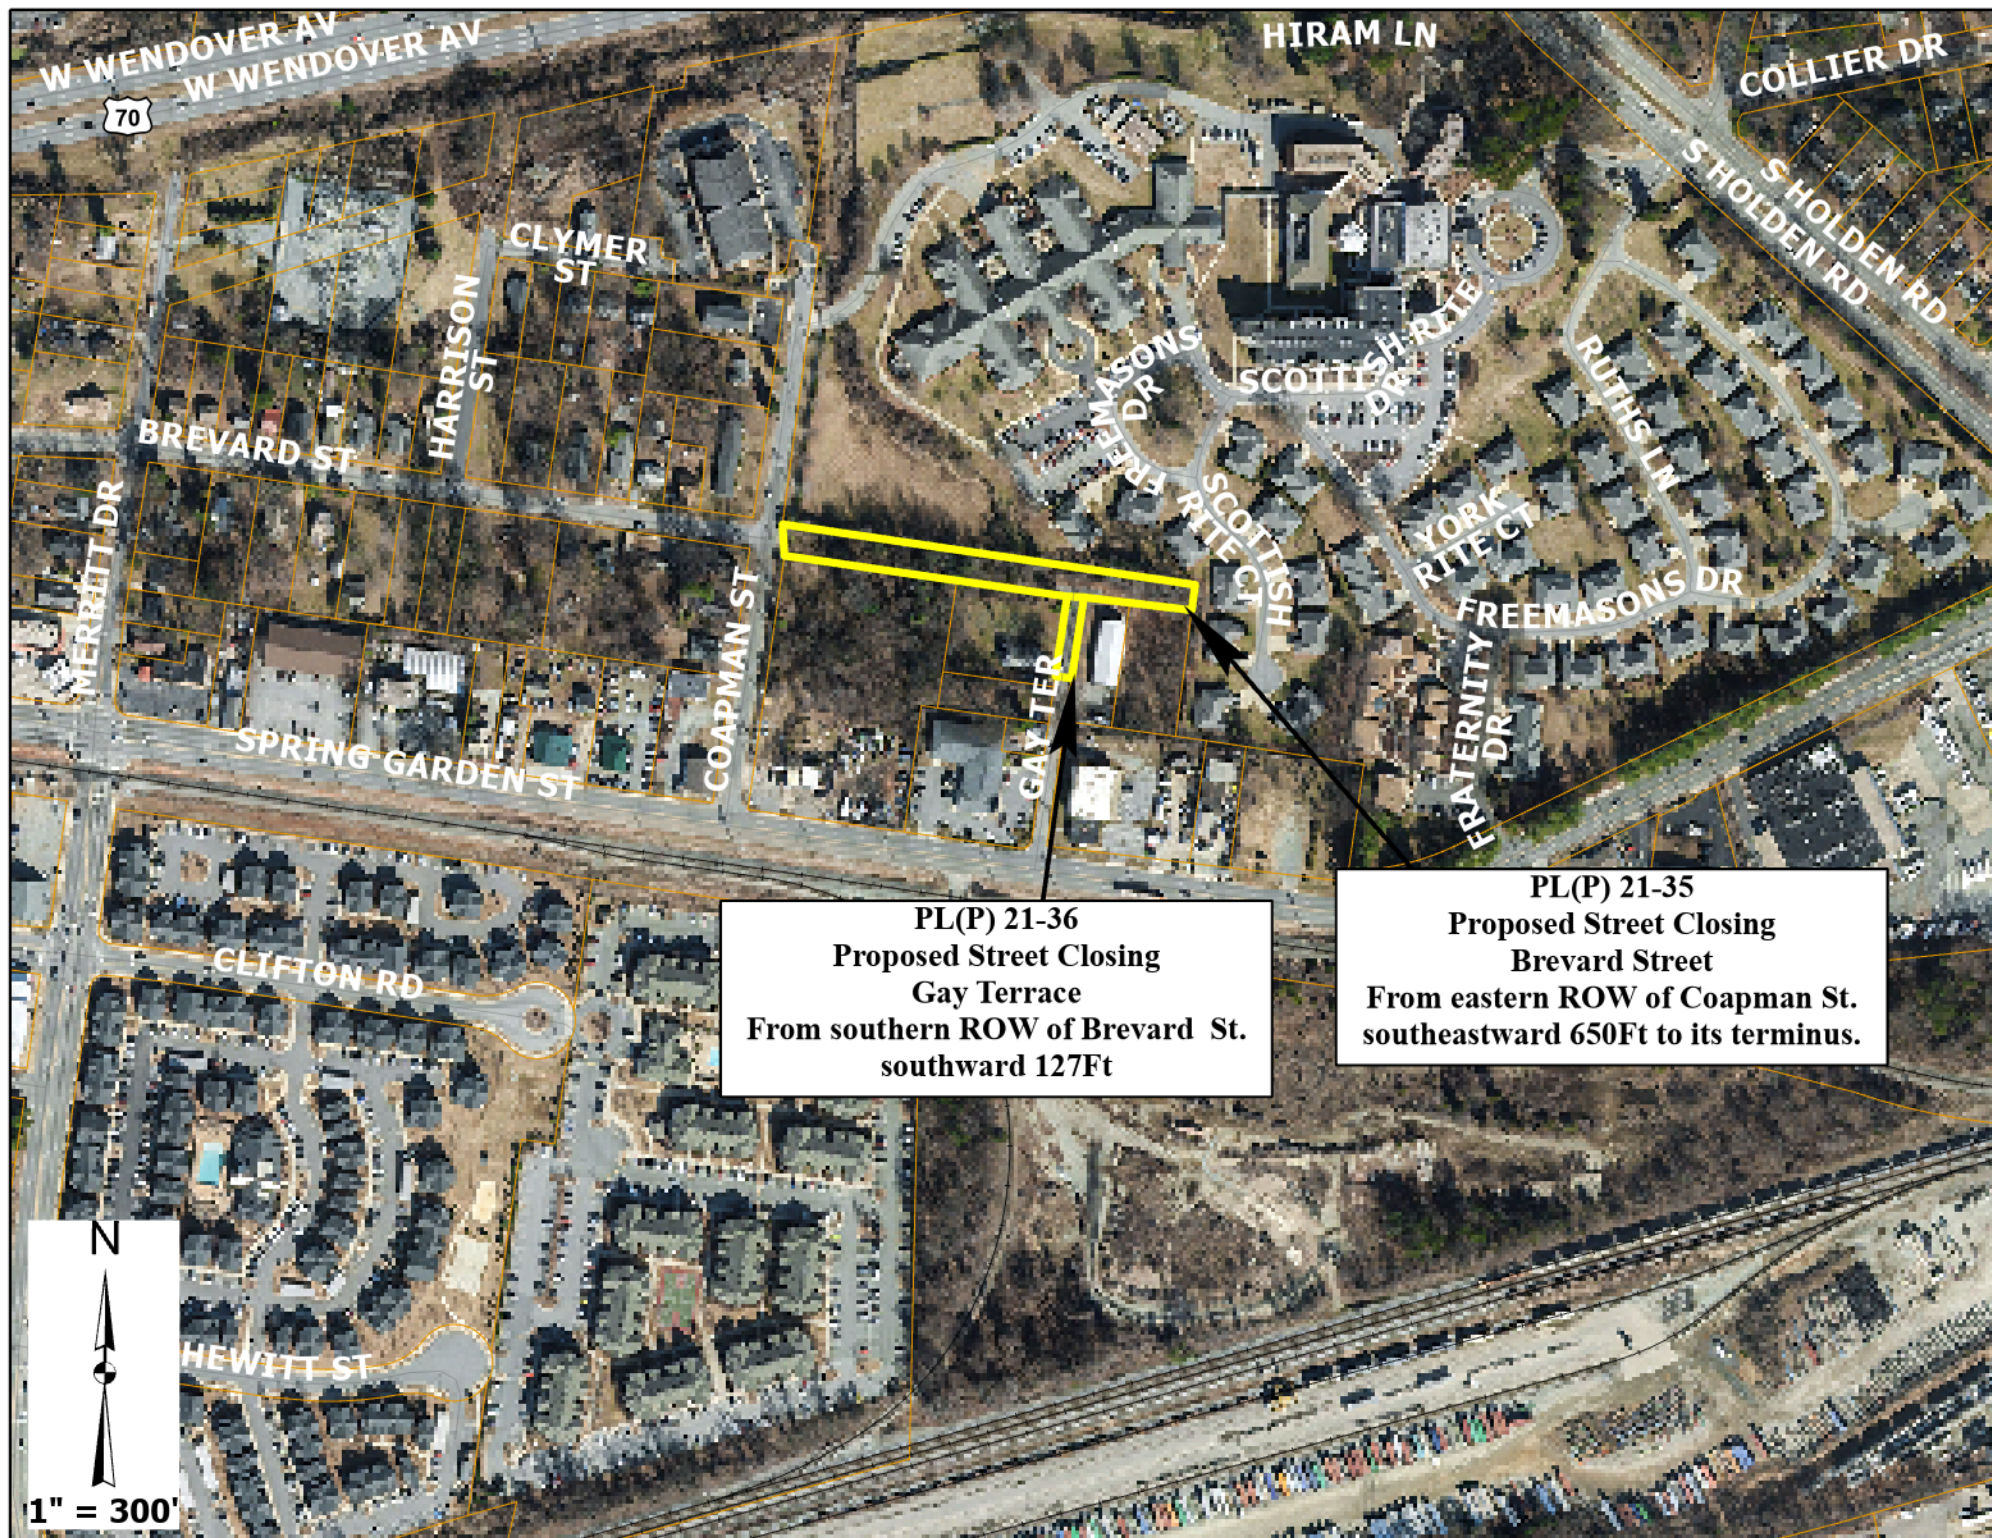 W WENDOVER AV
W WENDOVER AV
70
HIRAM LN
COLLIER DR
S HOLDEN RD
S HOLDEN RD
CLYMER
ST
HARRISON
ST
BREVARD ST
MERRITT DR
COAPMAN ST
FREEMASONS
DR
FREEMASONS DR
SCOTTISH RITE
DR
SCOTTISH
RITE CT
RUTHS LN
YORK
RITE CT
FRATERNITY
DR
GAY TER
SPRING GARDEN ST
CLIFTON RD
HEWITT ST
PL(P) 21-36
Proposed Street Closing
Gay Terrace
From southern ROW of Brevard St.
southward 127Ft
PL(P) 21-35
Proposed Street Closing
Brevard Street
From eastern ROW of Coapman St.
southeastward 650Ft to its terminus.
N
1" = 300'